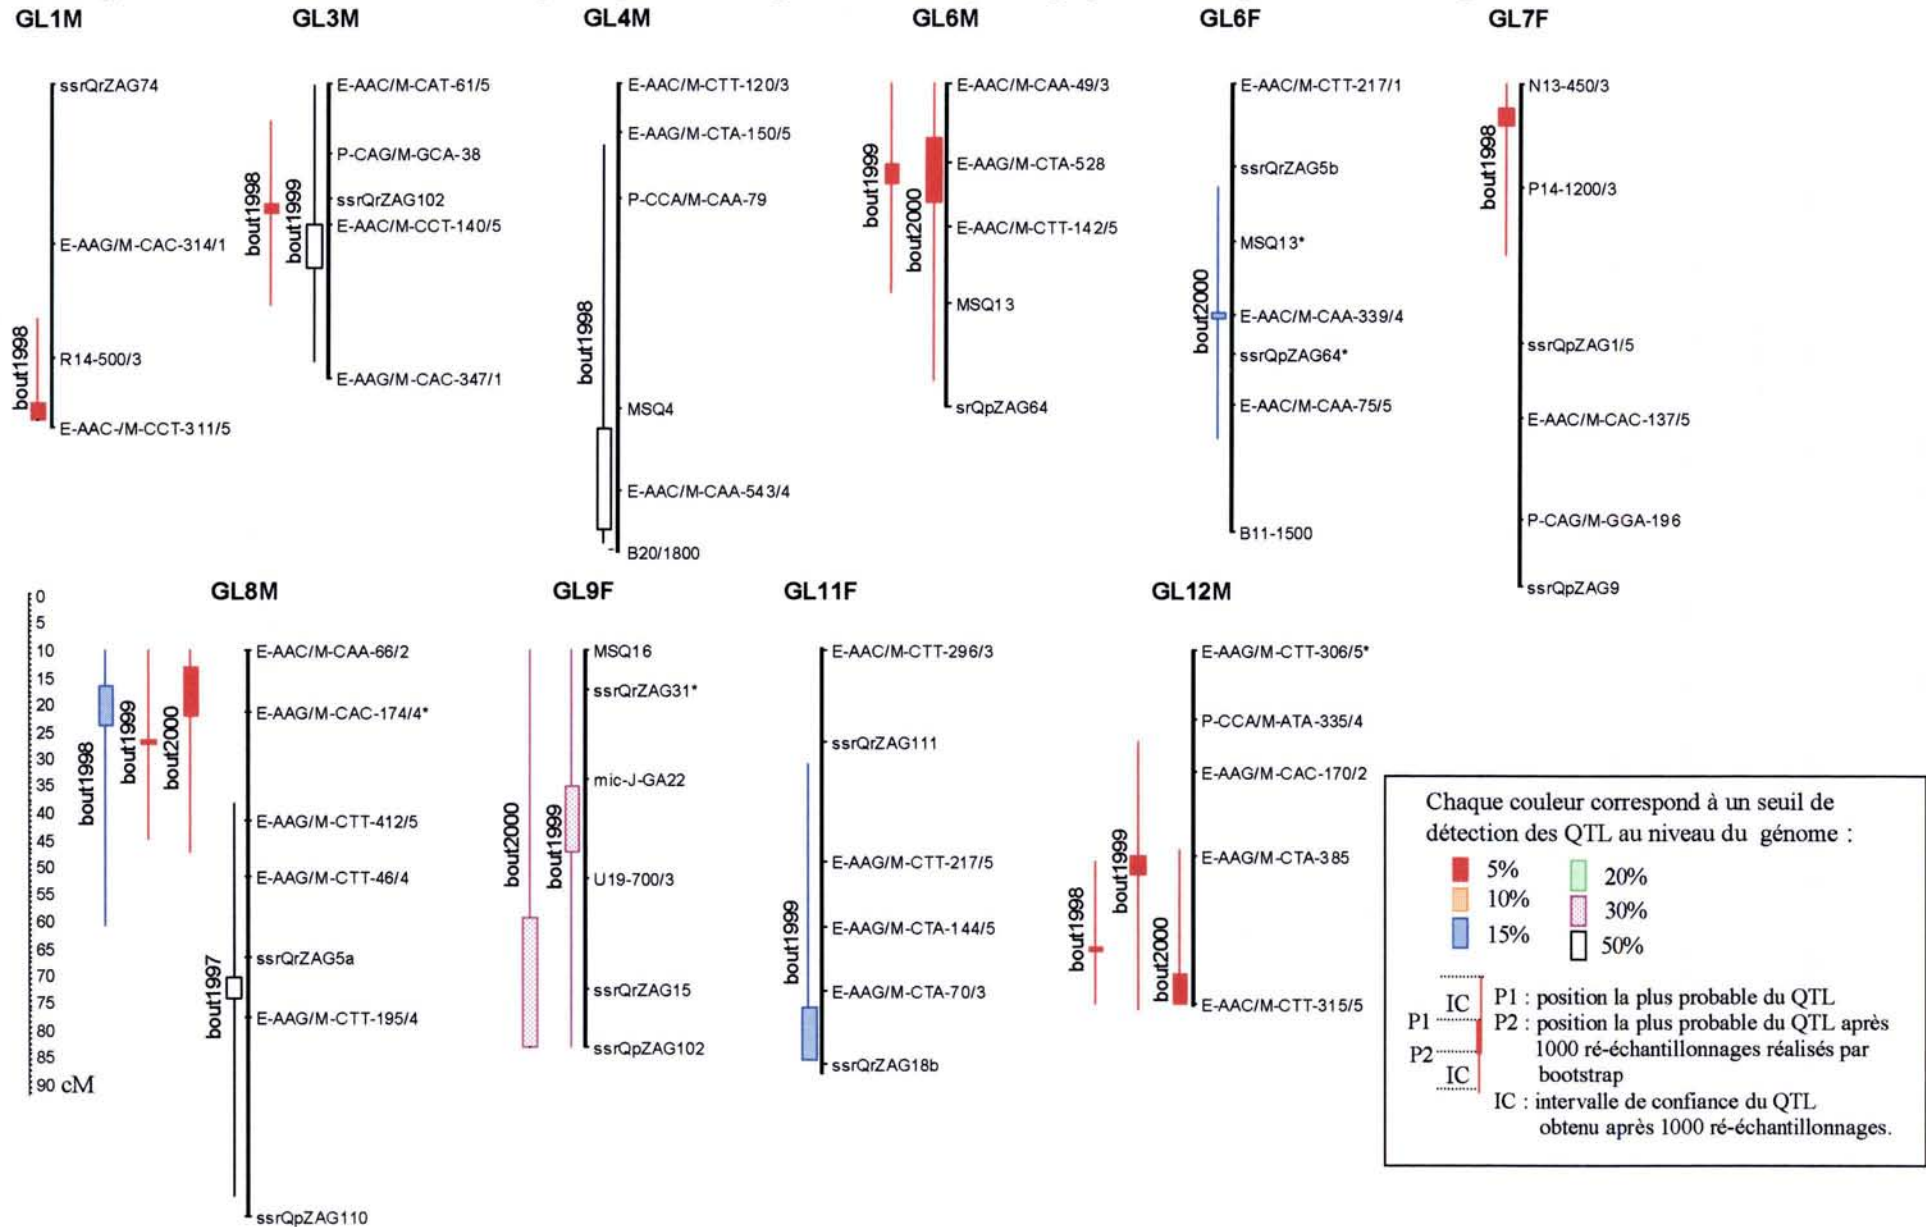 GL1M
GL3M
GL4M
GL6M
GL6F
GL7F
ssrQrZAG74
E-AAG/M-CAC-314/1
R14-500/3
E-AAC-/M-CCT-311/5
bout1998
E-AAC/M-CAT-61/5
P-CAG/M-GCA-38
ssrQrZAG102
E-AAC/M-CCT-140/5
E-AAG/M-CAC-347/1
bout1998
bout1999
E-AAC/M-CTT-120/3
E-AAG/M-CTA-150/5
P-CCA/M-CAA-79
MSQ4
E-AAC/M-CAA-543/4
B20/1800
bout1998
E-AAC/M-CAA-49/3
E-AAG/M-CTA-528
E-AAC/M-CTT-142/5
MSQ13
srQpZAG64
bout1999
bout2000
E-AAC/M-CTT-217/1
ssrQrZAG5b
MSQ13*
E-AAC/M-CAA-339/4
ssrQpZAG64*
E-AAC/M-CAA-75/5
B11-1500
bout2000
N13-450/3
P14-1200/3
ssrQpZAG1/5
E-AAC/M-CAC-137/5
P-CAG/M-GGA-196
ssrQpZAG9
bout1998
GL8M
GL9F
GL11F
GL12M
0
5
10
15
20
25
30
35
40
45
50
55
60
65
70
75
80
85
90 cM
bout1998
bout1999
bout2000
bout1997
E-AAC/M-CAA-66/2
E-AAG/M-CAC-174/4*
E-AAG/M-CTT-412/5
E-AAG/M-CTT-46/4
ssrQrZAG5a
E-AAG/M-CTT-195/4
ssrQpZAG110
bout2000
bout1999
MSQ16
ssrQrZAG31*
mic-J-GA22
U19-700/3
ssrQrZAG15
ssrQpZAG102
bout1999
E-AAC/M-CTT-296/3
ssrQrZAG111
E-AAG/M-CTT-217/5
E-AAG/M-CTA-144/5
E-AAG/M-CTA-70/3
ssrQrZAG18b
bout1998
bout1999
bout2000
E-AAG/M-CTT-306/5*
P-CCA/M-ATA-335/4
E-AAG/M-CAC-170/2
E-AAG/M-CTA-385
E-AAC/M-CTT-315/5
Chaque couleur correspond à un seuil de
détection des QTL au niveau du génome :
5%
20%
10%
30%
15%
50%
IC
P1
P2
IC
P1 : position la plus probable du QTL
P2 : position la plus probable du QTL après
1000 ré-échantillonnages réalisés par
bootstrap
IC : intervalle de confiance du QTL
obtenu après 1000 ré-échantillonnages.